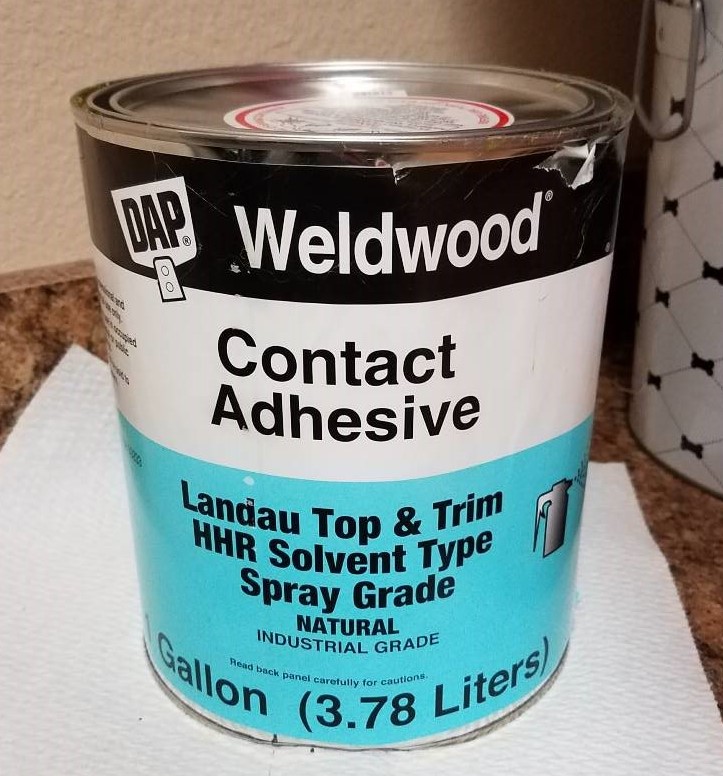 DAP®
Weldwood®
Contact
Adhesive
Landau Top & Trim
HHR Solvent Type
Spray Grade
NATURAL
INDUSTRIAL GRADE
Read back panel carefully for cautions.
1 Gallon (3.78 Liters)